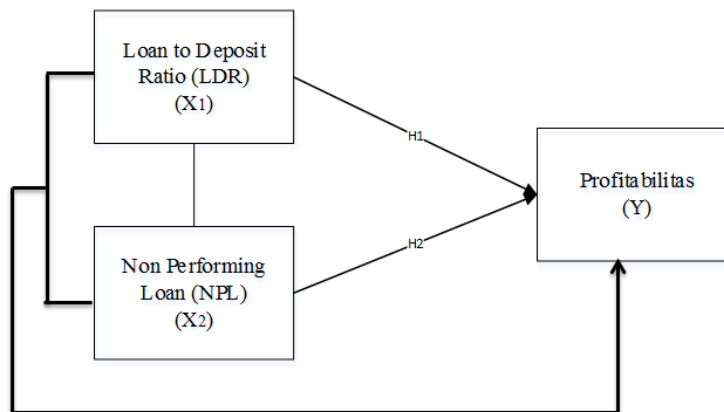 Loan to Deposit
Ratio (LDR)
(X1)
H1
Profitabilitas
(Y)
H2
Non Performing
Loan (NPL)
(X2)